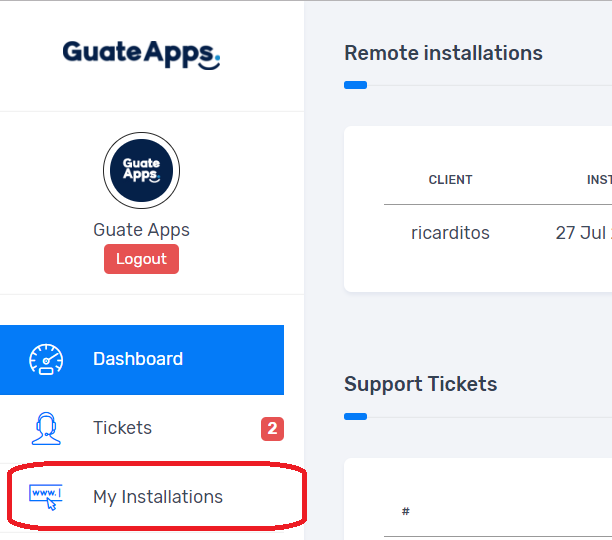 GuateApps.
Guate
Apps.
Guate Apps
Logout
Dashboard
Tickets
2
www.
My Installations
Remote installations
CLIENT
INST
ricarditos
27 Jul
Support Tickets
#